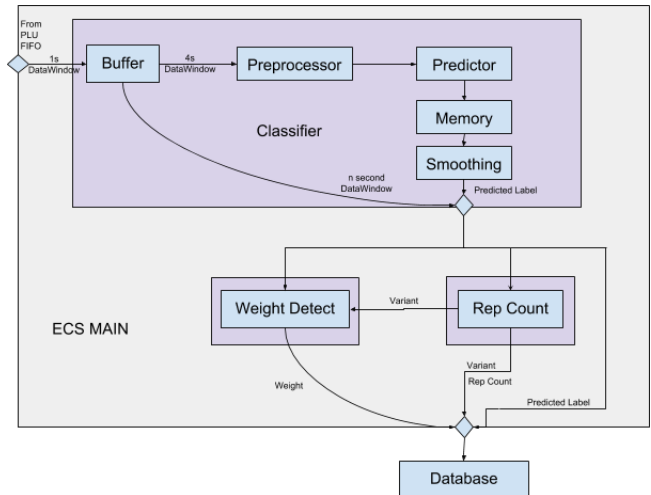 From
PLU
FIFO
1s
DataWindow
Buffer
4s
DataWindow
Preprocessor
Predictor
Memory
Classifier
Smoothing
n second
DataWindow
Predicted Label
Weight Detect
Variant
Rep Count
ECS MAIN
Variant
Rep Count
Weight
Predicted Label
Database